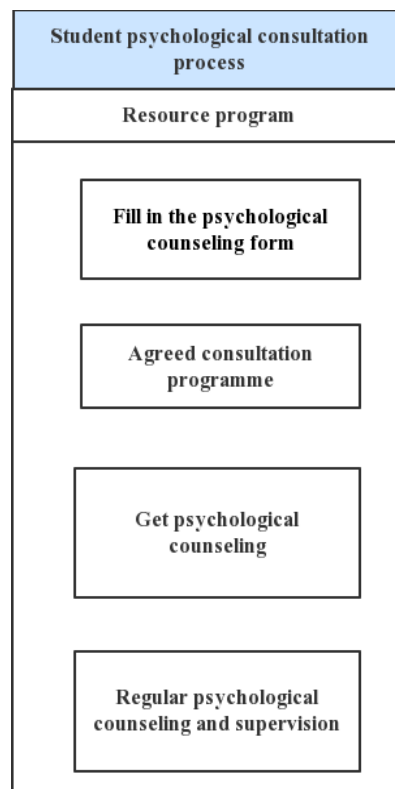 Student psychological consultation
process
Resource program
Fill in the psychological
counseling form
Agreed consultation
programme
Get psychological
counseling
Regular psychological
counseling and supervision